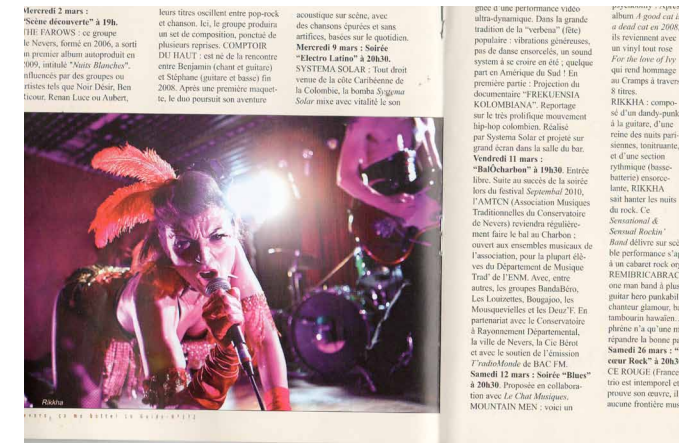 Mercredi 2 mars :
"Scène découverte" à 19h.
THE FAROWS : ce groupe
de Nevers, formé en 2006, a sorti
un premier album autoproduit en
2009, intitulé "Nuits Blanches".
Influencés par des groupes ou
artistes tels que Noir Désir, Ben
Ricour, Renan Luce ou Aubert,
leurs titres oscillent entre pop-rock
et chanson. Ici, le groupe produira
un set de composition, ponctué de
plusieurs reprises. COMPTOIR
DU HAUT : est né de la rencontre
entre Benjamin (chant et guitare)
et Stéphane (guitare et basse) fin
2008. Après une première maquet-
te, le duo poursuit son aventure
acoustique sur scène, avec
des chansons épurées et sans
artifices, basées sur le quotidien.
Mercredi 9 mars : Soirée
"Electro Latino" à 20h30.
SYSTEMA SOLAR : Tout droit
venue de la côte Caribéenne de
la Colombie, la bomba Systema
Solar mixe avec vitalité le son
Rikkha
gnée d'une performance vidéo
ultra-dynamique. Dans la grande
tradition de la "verbena" (fête)
populaire : vibrations généreuses,
pas de danse ensorcelés, un sound
system à se croire en été ; quelque
part en Amérique du Sud ! En
première partie : Projection du
documentaire "FREKUENSIA
KOLOMBIANA". Reportage
sur le très prolifique mouvement
hip-hop colombien. Réalisé
par Systema Solar et projeté sur
grand écran dans la salle du bar.
Vendredi 11 mars :
"BalÔcharbon" à 19h30. Entrée
libre. Suite au succès de la soirée
lors du festival Septembal 2010,
l'AMTCN (Association Musiques
Traditionnelles du Conservatoire
de Nevers) reviendra régulière-
ment faire le bal au Charbon ;
ouvert aux ensembles musicaux de
l'association, pour la plupart élè-
ves du Département de Musique
Trad' de l'ENM. Avec, entre
autres, les groupes BandaBéro,
Les Louizettes, Bougajoo, les
Mousquevielles et les Deuz'F. En
partenariat avec le Conservatoire
à Rayonnement Départemental,
la ville de Nevers, la Cie Bérot
et avec le soutien de l'émission
T'radioMonde de BAC FM.
Samedi 12 mars : Soirée "Blues"
à 20h30. Proposée en collabora-
tion avec Le Chat Musiques.
MOUNTAIN MEN : voici un
album A good cat is
a dead cat en 2008,
ils reviennent avec
un vinyl tout rose
For the love of Ivy
qui rend hommage
au Cramps à travers
8 titres.
RIKKHA : compo-
sé d'un dandy-punk
à la guitare, d'une
reine des nuits pari-
siennes, tonitruante,
et d'une section
rythmique (basse-
batterie) ensorce-
lante, RIKKHA
sait hanter les nuits
du rock. Ce
Sensational &
Sensual Rockin'
Band délivre sur scè
ble performance s'ap
à un cabaret rock or
REMIBRICABRAC
one man band à plus
guitar hero punkabil
chanteur glamour, ba
tambourin hawaïen..
phrène n'a qu'une m
répandre la bonne pa
Samedi 26 mars : "
cœur Rock" à 20h3
CE ROUGE (France
trio est intemporel et
prouve son œuvre, il
aucune frontière mus